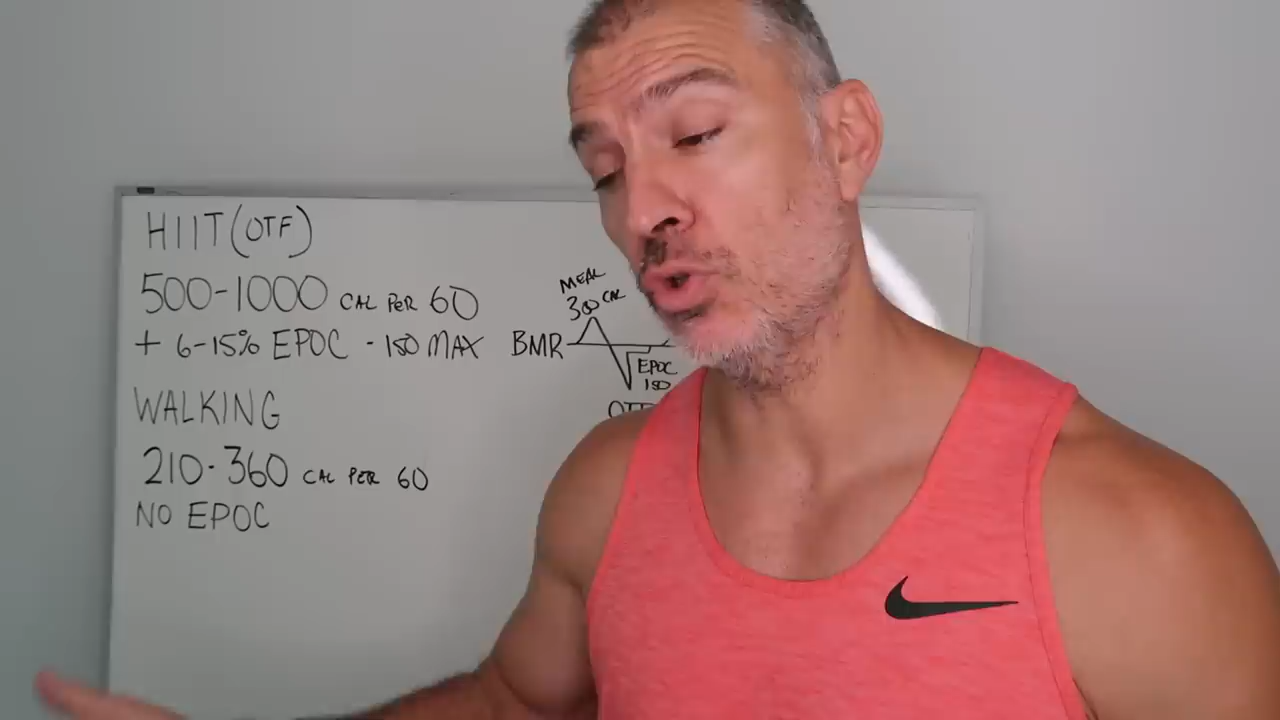 HIIT (OTF)
500-1000 CAL PER 60
+ 6-15% EPOC - 150 MAX
WALKING
210-360 CAL PER 60
NO EPOC
MEAL
300 CAL
BMR
EPOC
150